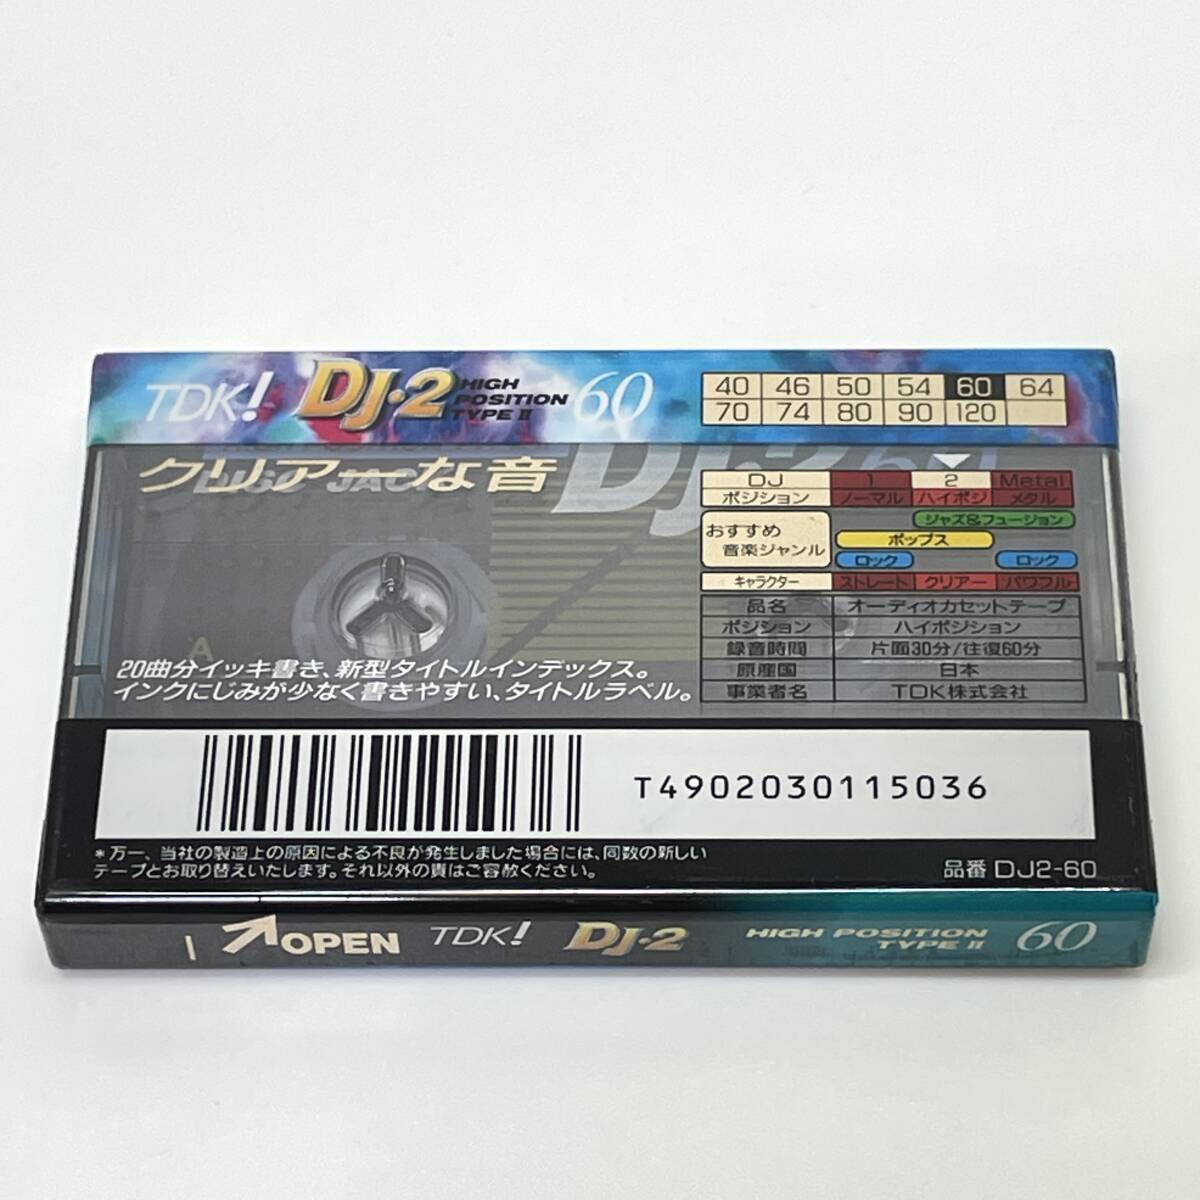 TDK! DJ・2 HIGH POSITION TYPE II 60
40 46 50 54 60 64
70 74 80 90 120
クリアーな音
DISC JACK
DJ・2 60
DJ 1 2 Metal
ポジション ノーマル ハイポジ メタル
おすすめ
音楽ジャンル
ジャズ&フュージョン
ポップス
ロック ロック
キャラクター ストレート クリアー パワフル
品名 オーディオカセットテープ
ポジション ハイポジション
録音時間 片面30分/往復60分
原産国 日本
事業者名 TDK株式会社
A
20曲分イッキ書き、新型タイトルインデックス。
インクにじみが少なく書きやすい、タイトルラベル。
T4902030115036
*万一、当社の製造上の原因による不良が発生しました場合には、同数の新しい
テープとお取り替えいたします。それ以外の責はご容赦ください。
品番 DJ2-60
OPEN TDK! DJ・2 HIGH POSITION TYPE II 60